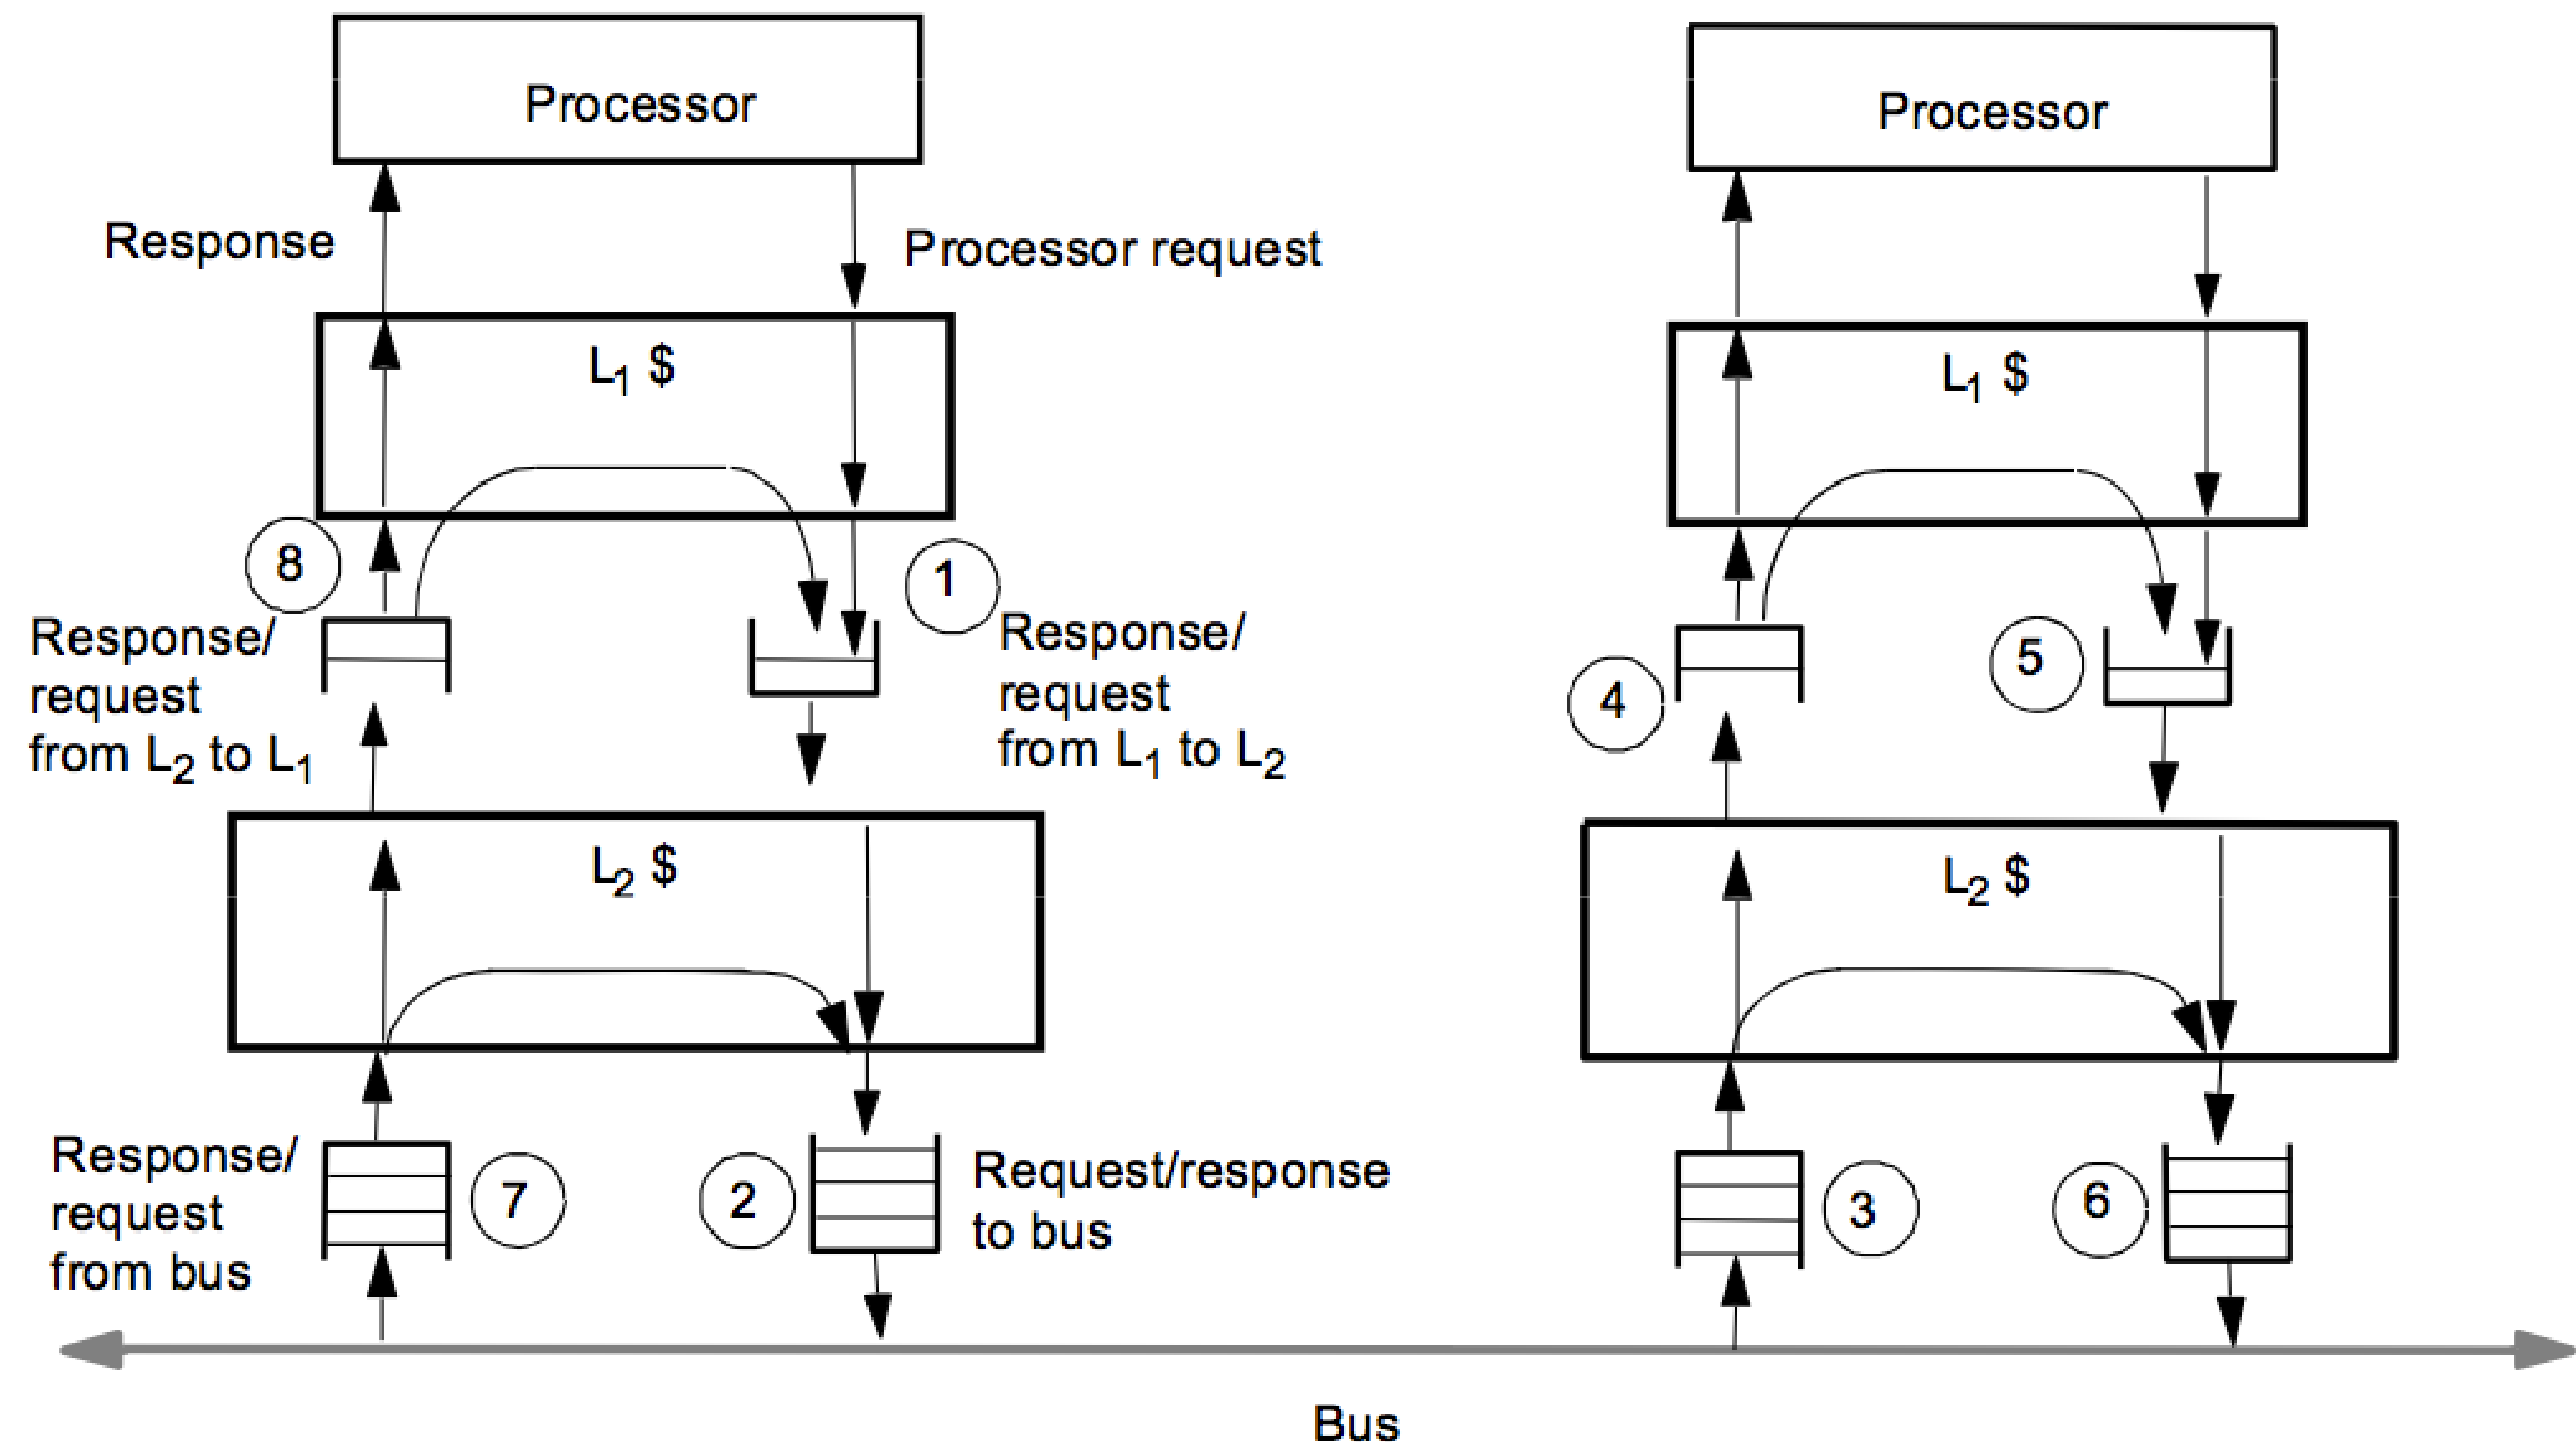 Processor
Processor
Response
Processor request
L1 $
L1 $
8
1
Response/
request
from L2 to L1
Response/
request
from L1 to L2
4
5
L2 $
L2 $
Response/
request
from bus
7
2
Request/response
to bus
3
6
Bus